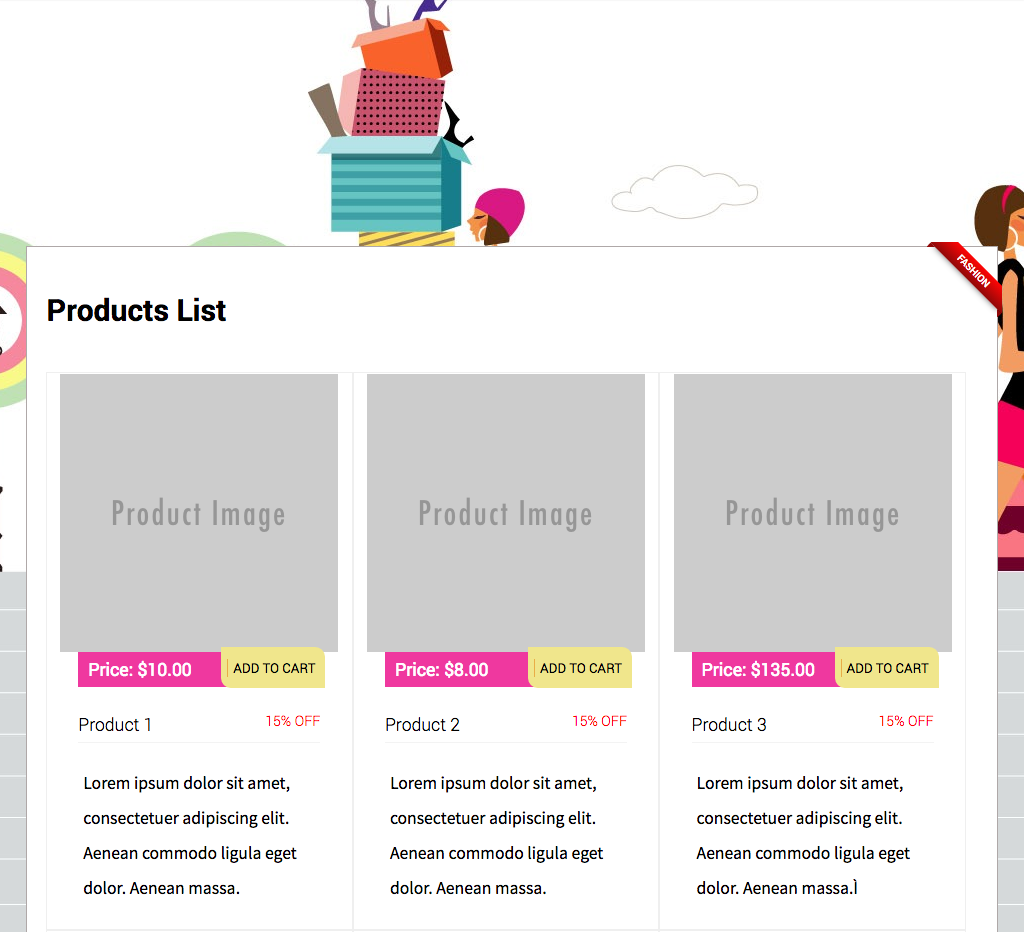 FASHION
Products List
Product Image
Product Image
Product Image
Price: $10.00
ADD TO CART
Price: $8.00
ADD TO CART
Price: $135.00
ADD TO CART
Product 1
15% OFF
Product 2
15% OFF
Product 3
15% OFF
Lorem ipsum dolor sit amet,
consectetuer adipiscing elit.
Aenean commodo ligula eget
dolor. Aenean massa.
Lorem ipsum dolor sit amet,
consectetuer adipiscing elit.
Aenean commodo ligula eget
dolor. Aenean massa.
Lorem ipsum dolor sit amet,
consectetuer adipiscing elit.
Aenean commodo ligula eget
dolor. Aenean massa.Ì